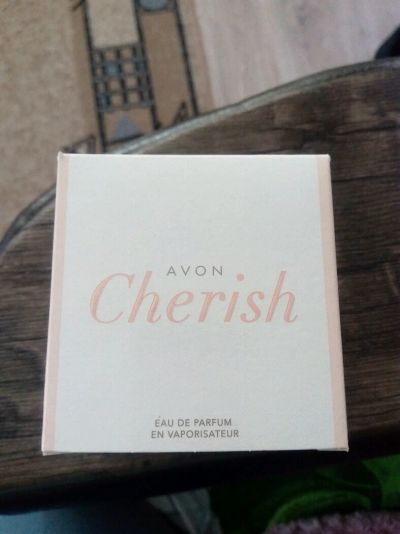 AVON
Cherish
EAU DE PARFUM
EN VAPORISATEUR